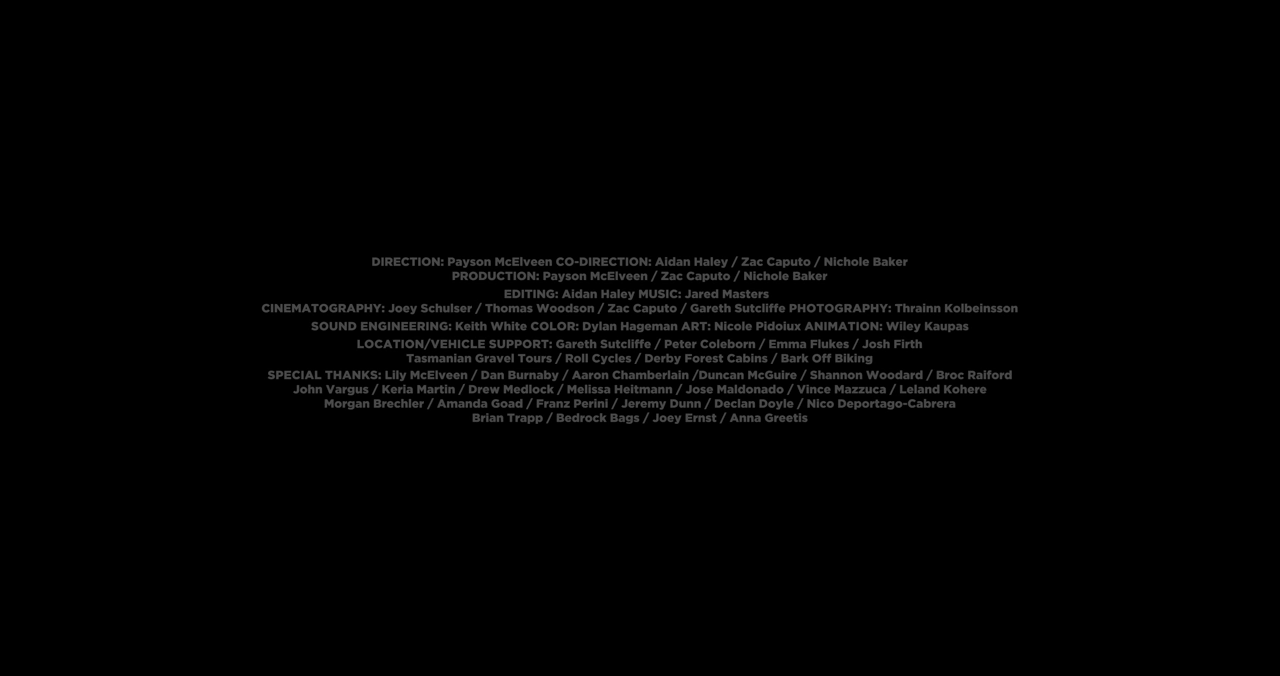 DIRECTION: Payson McElveen CO-DIRECTION: Aidan Haley / Zac Caputo / Nichole Baker
PRODUCTION: Payson McElveen / Zac Caputo / Nichole Baker
EDITING: Aidan Haley MUSIC: Jared Masters
CINEMATOGRAPHY: Joey Schulser / Thomas Woodson / Zac Caputo / Gareth Sutcliffe PHOTOGRAPHY: Thrainn Kolbeinsson
SOUND ENGINEERING: Keith White COLOR: Dylan Hageman ART: Nicole Pidoiux ANIMATION: Wiley Kaupas
LOCATION/VEHICLE SUPPORT: Gareth Sutcliffe / Peter Coleborn / Emma Flukes / Josh Firth
Tasmanian Gravel Tours / Roll Cycles / Derby Forest Cabins / Bark Off Biking
SPECIAL THANKS: Lily McElveen / Dan Burnaby / Aaron Chamberlain /Duncan McGuire / Shannon Woodard / Broc Raiford
John Vargus / Keria Martin / Drew Medlock / Melissa Heitmann / Jose Maldonado / Vince Mazzuca / Leland Kohere
Morgan Brechler / Amanda Goad / Franz Perini / Jeremy Dunn / Declan Doyle / Nico Deportago-Cabrera
Brian Trapp / Bedrock Bags / Joey Ernst / Anna Greetis